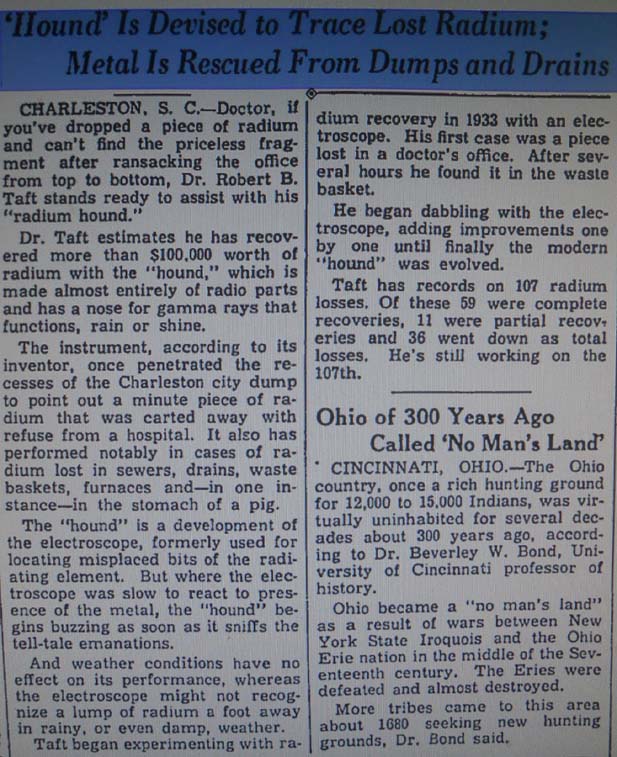 'Hound' Is Devised to Trace Lost Radium;
Metal Is Rescued From Dumps and Drains
CHARLESTON, S. C.—Doctor, if
you've dropped a piece of radium
and can't find the priceless frag-
ment after ransacking the office
from top to bottom, Dr. Robert B.
Taft stands ready to assist with his
"radium hound."
Dr. Taft estimates he has recov-
ered more than $100,000 worth of
radium with the "hound," which is
made almost entirely of radio parts
and has a nose for gamma rays that
functions, rain or shine.
The instrument, according to its
inventor, once penetrated the re-
cesses of the Charleston city dump
to point out a minute piece of ra-
dium that was carted away with
refuse from a hospital. It also has
performed notably in cases of ra-
dium lost in sewers, drains, waste
baskets, furnaces and—in one in-
stance—in the stomach of a pig.
The "hound" is a development of
the electroscope, formerly used for
locating misplaced bits of the radi-
ating element. But where the elec-
troscope was slow to react to pres-
ence of the metal, the "hound" be-
gins buzzing as soon as it sniffs the
tell-tale emanations.
And weather conditions have no
effect on its performance, whereas
the electroscope might not recog-
nize a lump of radium a foot away
in rainy, or even damp, weather.
Taft began experimenting with ra-
dium recovery in 1933 with an elec-
troscope. His first case was a piece
lost in a doctor's office. After sev-
eral hours he found it in the waste
basket.
He began dabbling with the elec-
troscope, adding improvements one
by one until finally the modern
"hound" was evolved.
Taft has records on 107 radium
losses. Of these 59 were complete
recoveries, 11 were partial recov-
eries and 36 went down as total
losses. He's still working on the
107th.
Ohio of 300 Years Ago
Called 'No Man's Land'
CINCINNATI, OHIO.—The Ohio
country, once a rich hunting ground
for 12,000 to 15,000 Indians, was vir-
tually uninhabited for several dec-
ades about 300 years ago, accord-
ing to Dr. Beverley W. Bond, Uni-
versity of Cincinnati professor of
history.
Ohio became a "no man's land"
as a result of wars between New
York State Iroquois and the Ohio
Erie nation in the middle of the Sev-
enteenth century. The Eries were
defeated and almost destroyed.
More tribes came to this area
about 1680 seeking new hunting
grounds, Dr. Bond said.